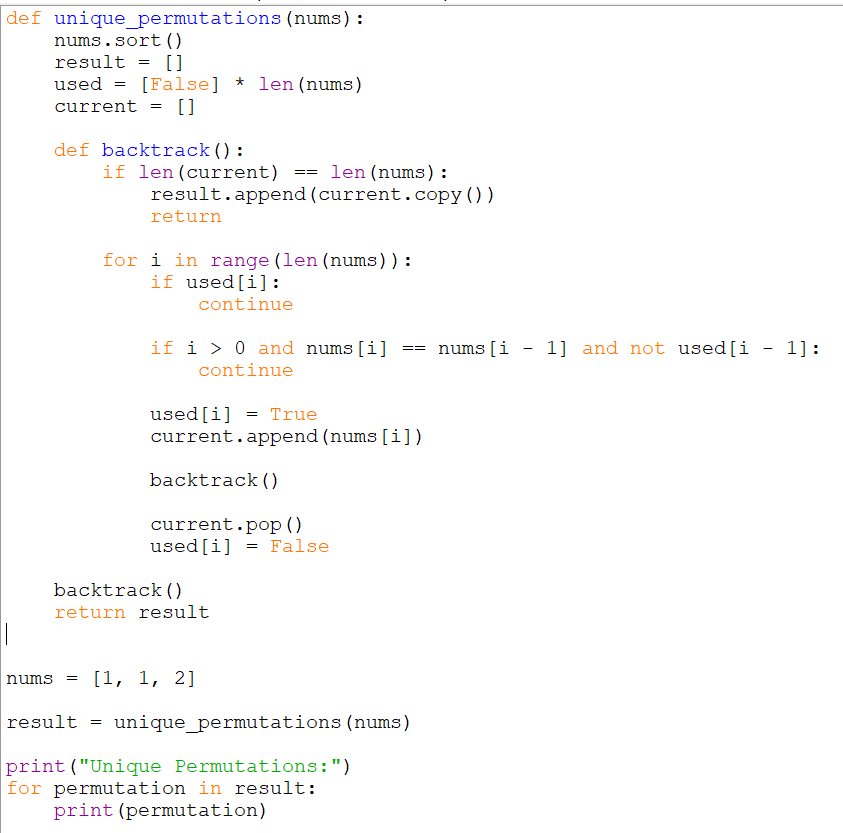 def unique_permutations(nums):
    nums.sort()
    result = []
    used = [False] * len(nums)
    current = []

    def backtrack():
        if len(current) == len(nums):
            result.append(current.copy())
            return

        for i in range(len(nums)):
            if used[i]:
                continue

            if i > 0 and nums[i] == nums[i - 1] and not used[i - 1]:
                continue

            used[i] = True
            current.append(nums[i])

            backtrack()

            current.pop()
            used[i] = False

    backtrack()
    return result


nums = [1, 1, 2]

result = unique_permutations(nums)

print("Unique Permutations:")
for permutation in result:
    print(permutation)